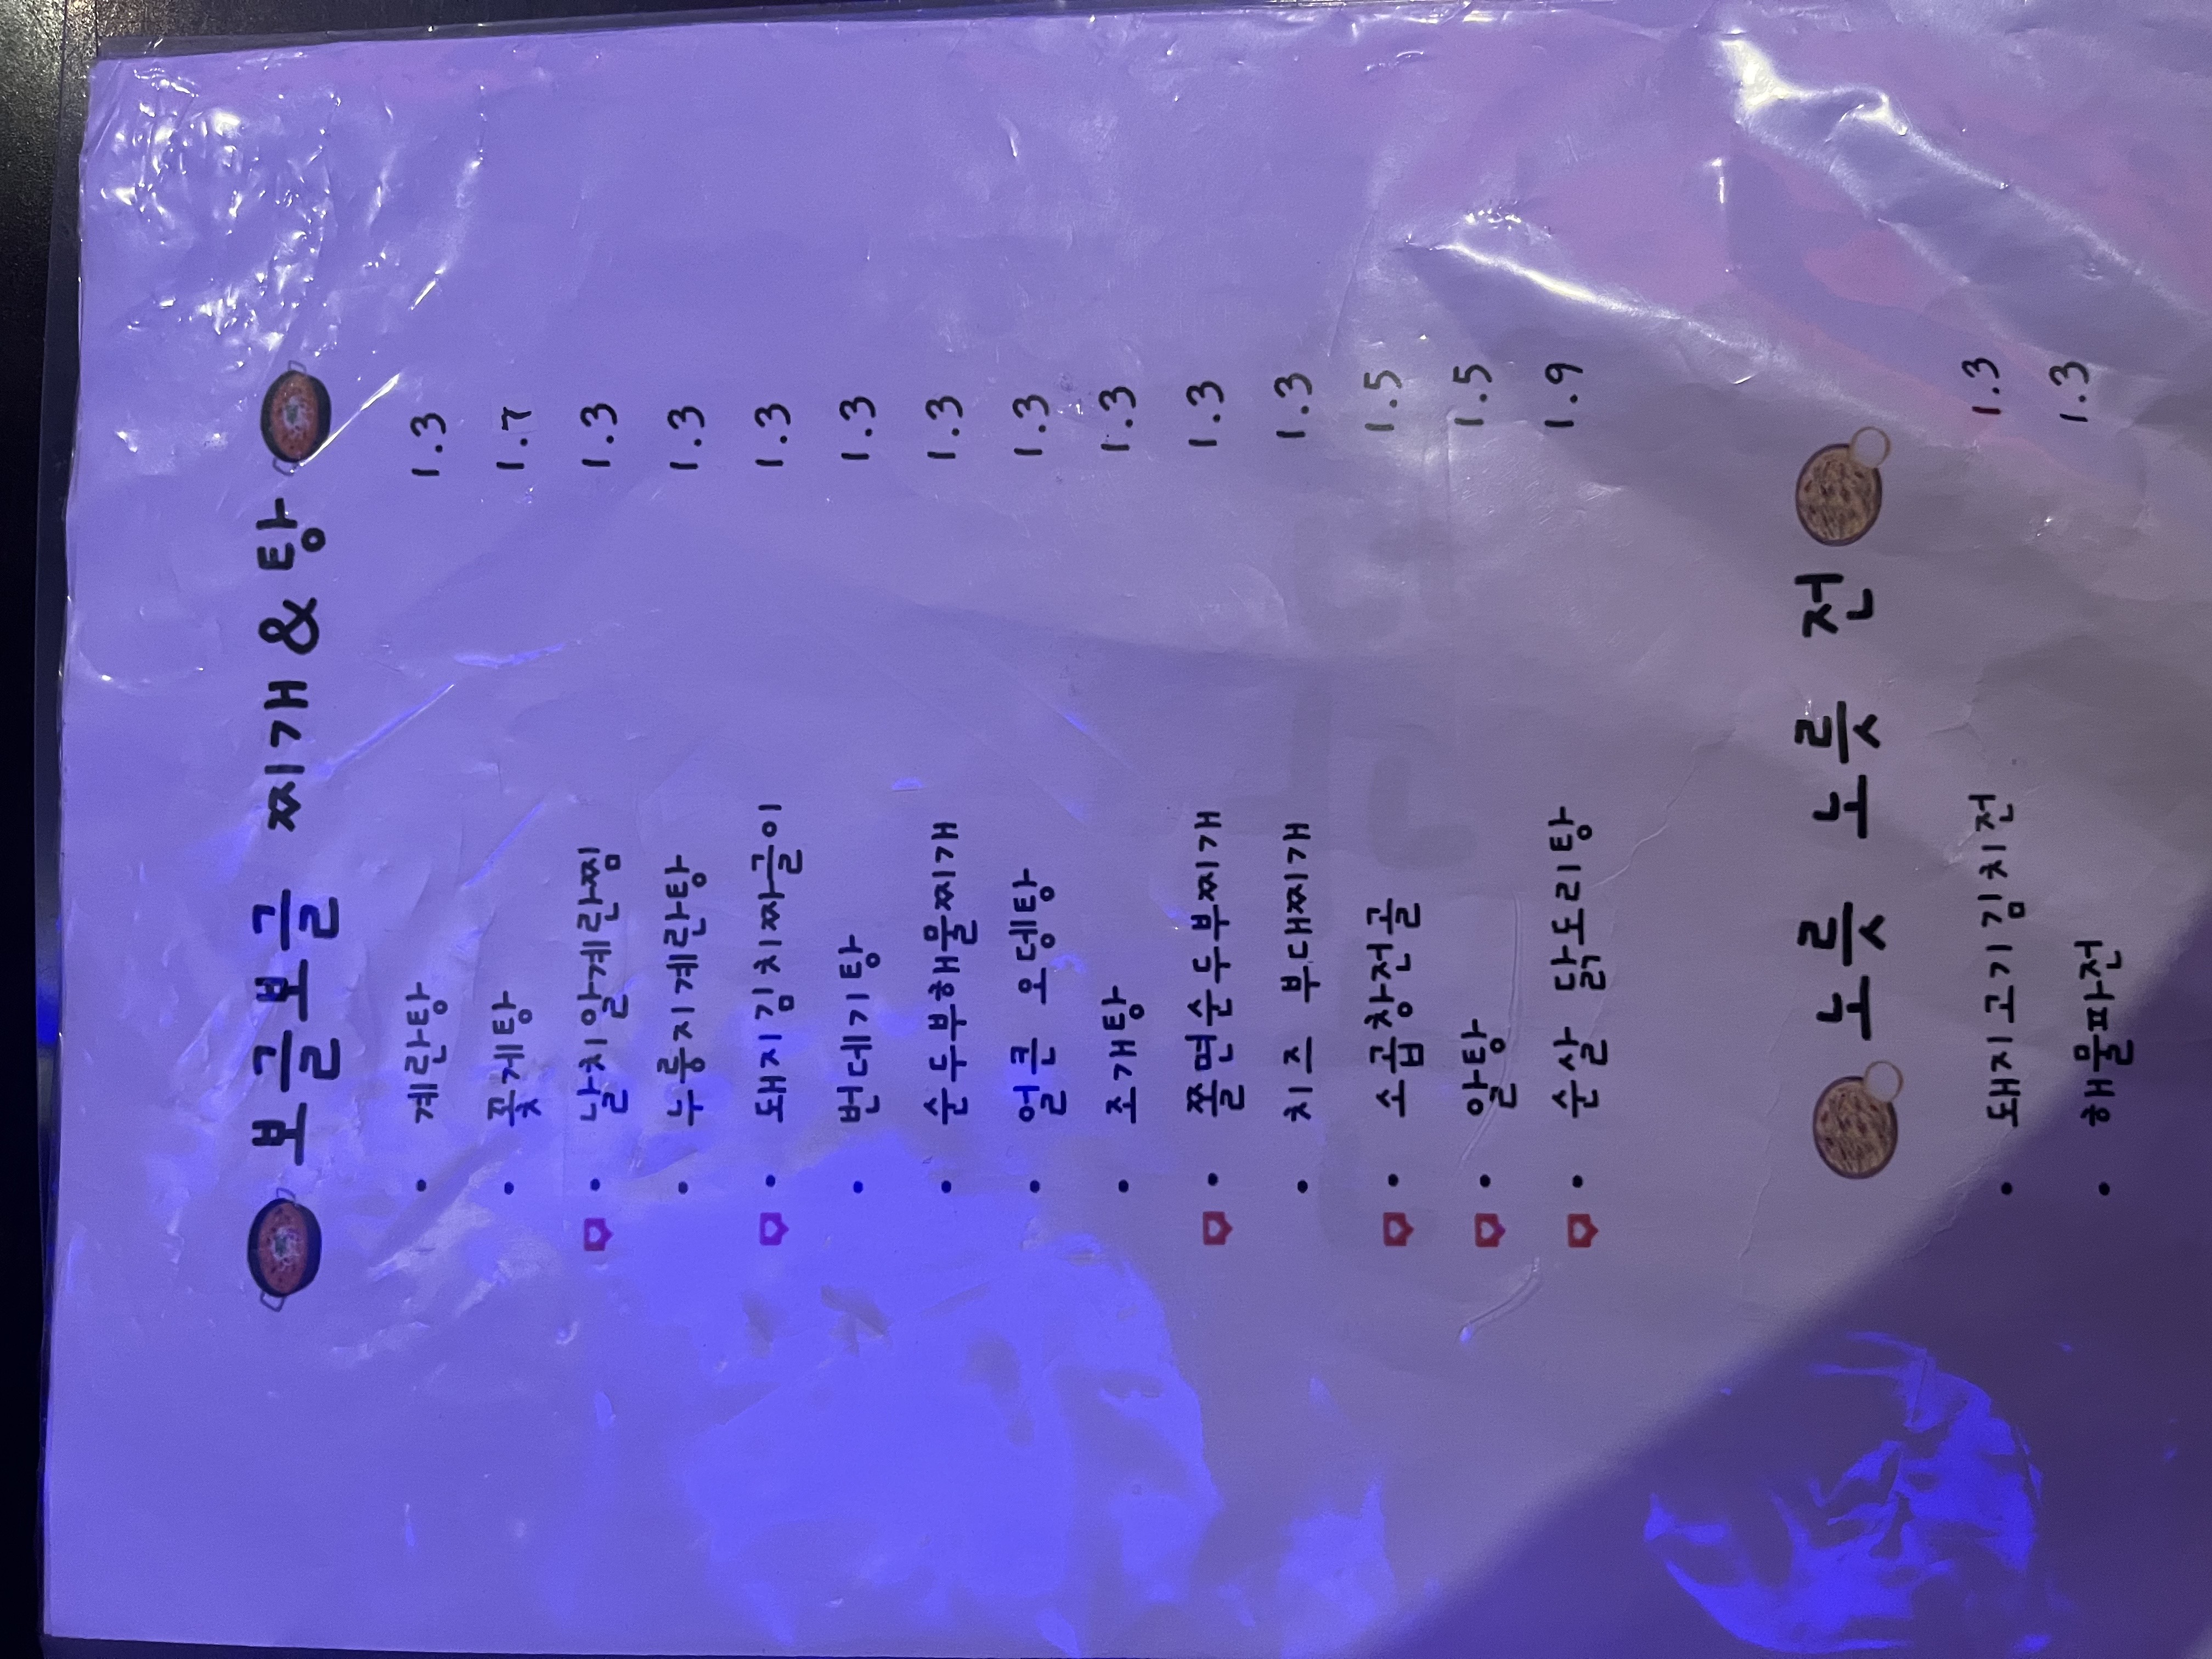 보글보글 찌개 & 탕
• 계란탕 1.3
• 꽃게탕 1.7
• 날치알계란찜 1.3
• 누룽지계란탕 1.3
• 돼지김치짜글이 1.3
• 번데기탕 1.3
• 순두부해물찌개 1.3
• 얼큰 오뎅탕 1.3
• 조개탕 1.3
• 쫄면순두부찌개 1.3
• 치즈 부대찌개 1.3
• 소곱창전골 1.5
• 알탕 1.5
• 순살 닭도리탕 1.9
노릇 노릇 전
• 돼지고기김치전 1.3
• 해물파전 1.3